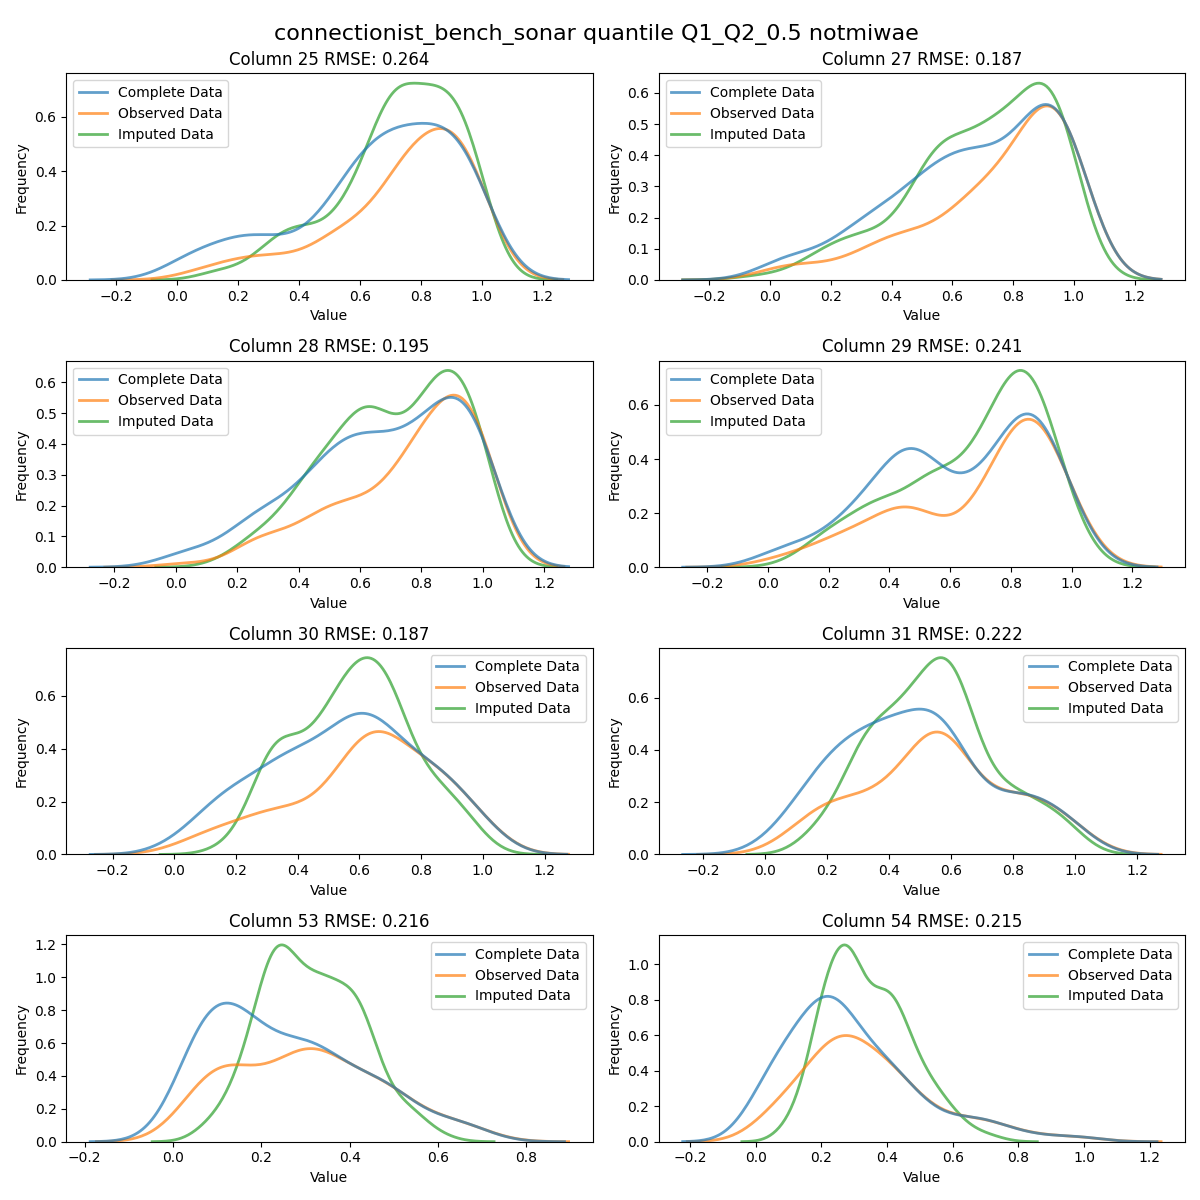 connectionist_bench_sonar quantile Q1_Q2_0.5 notmiwae
Column 25 RMSE: 0.264
Complete Data
Observed Data
Imputed Data
Frequency
0.6
0.4
0.2
0.0
−0.2 0.0 0.2 0.4 0.6 0.8 1.0 1.2
Value
Column 27 RMSE: 0.187
Complete Data
Observed Data
Imputed Data
Frequency
0.6
0.5
0.4
0.3
0.2
0.1
0.0
−0.2 0.0 0.2 0.4 0.6 0.8 1.0 1.2
Value
Column 28 RMSE: 0.195
Complete Data
Observed Data
Imputed Data
Frequency
0.6
0.5
0.4
0.3
0.2
0.1
0.0
−0.2 0.0 0.2 0.4 0.6 0.8 1.0 1.2
Value
Column 29 RMSE: 0.241
Complete Data
Observed Data
Imputed Data
Frequency
0.6
0.4
0.2
0.0
−0.2 0.0 0.2 0.4 0.6 0.8 1.0 1.2
Value
Column 30 RMSE: 0.187
Complete Data
Observed Data
Imputed Data
Frequency
0.6
0.4
0.2
0.0
−0.2 0.0 0.2 0.4 0.6 0.8 1.0 1.2
Value
Column 31 RMSE: 0.222
Complete Data
Observed Data
Imputed Data
Frequency
0.6
0.4
0.2
0.0
−0.2 0.0 0.2 0.4 0.6 0.8 1.0 1.2
Value
Column 53 RMSE: 0.216
Complete Data
Observed Data
Imputed Data
Frequency
1.2
1.0
0.8
0.6
0.4
0.2
0.0
−0.2 0.0 0.2 0.4 0.6 0.8
Value
Column 54 RMSE: 0.215
Complete Data
Observed Data
Imputed Data
Frequency
1.0
0.8
0.6
0.4
0.2
0.0
−0.2 0.0 0.2 0.4 0.6 0.8 1.0 1.2
Value